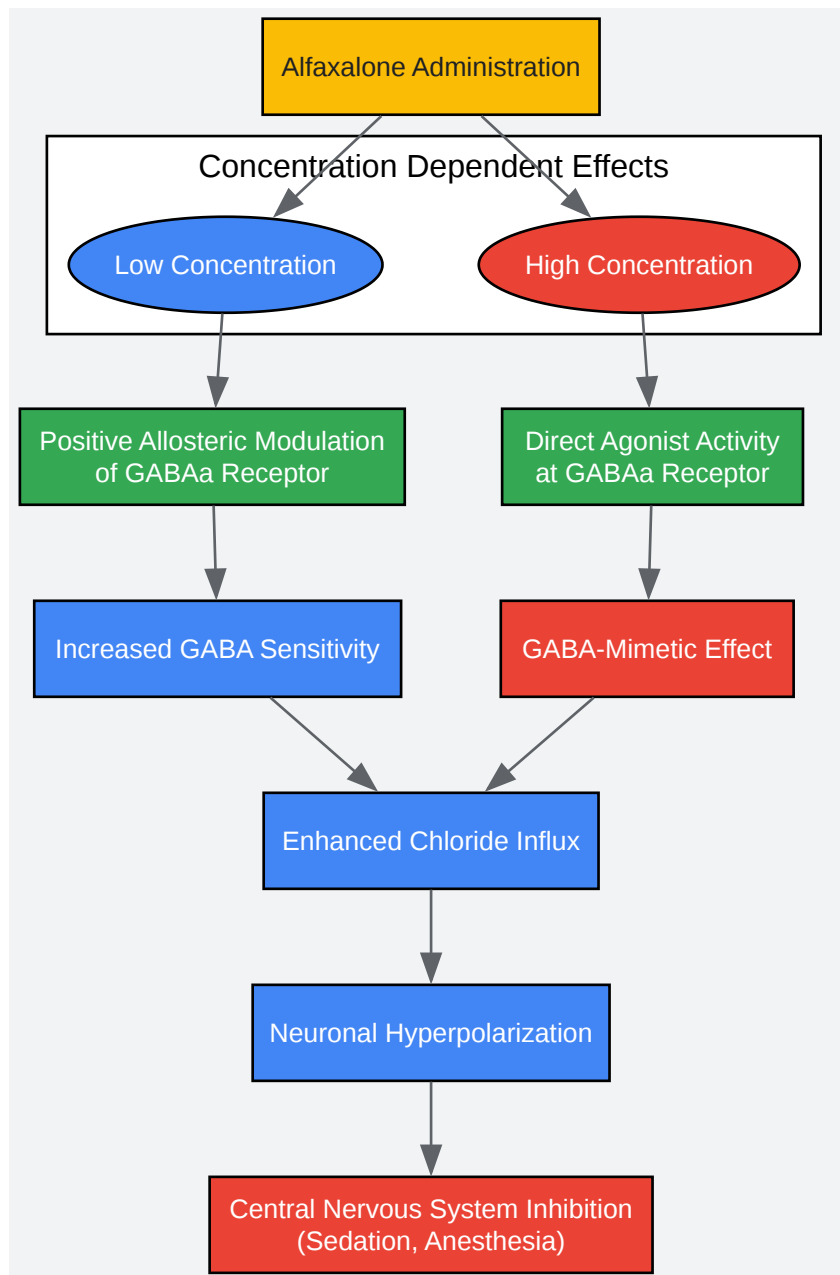 Alfaxalone Administration
Concentration Dependent Effects
Low Concentration
High Concentration
Positive Allosteric Modulation
of GABAa Receptor
Direct Agonist Activity
at GABAa Receptor
Increased GABA Sensitivity
GABA-Mimetic Effect
Enhanced Chloride Influx
Neuronal Hyperpolarization
Central Nervous System Inhibition
(Sedation, Anesthesia)